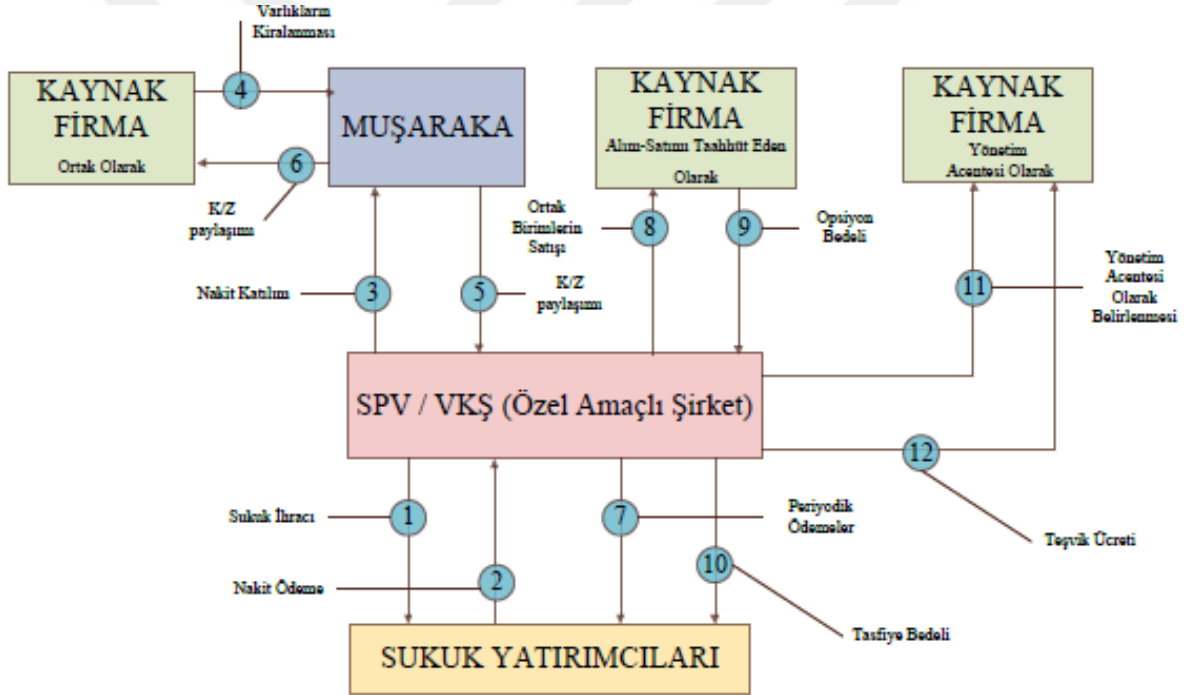 Varlıkların
Kiralanması
KAYNAK
FİRMA
Ortak Olarak
4
6
K/Z
paylaşımı
MUŞARAKA
KAYNAK
FİRMA
Alım-Satımı Taahhüt Eden
Olarak
KAYNAK
FİRMA
Yönetim
Acentesi Olarak
Nakit Katılım
3
5
K/Z
paylaşımı
Ortak
Birimlerin
Satışı
8
9
Opsiyon
Bedeli
11
Yönetim
Acentesi
Olarak
Belirlenmesi
SPV / VKŞ (Özel Amaçlı Şirket)
12
Teşvik Ücreti
Sukuk İhracı
1
Nakit Ödeme
2
7
Periyodik
Ödemeler
10
Tasfiye Bedeli
SUKUK YATIRIMCILARI